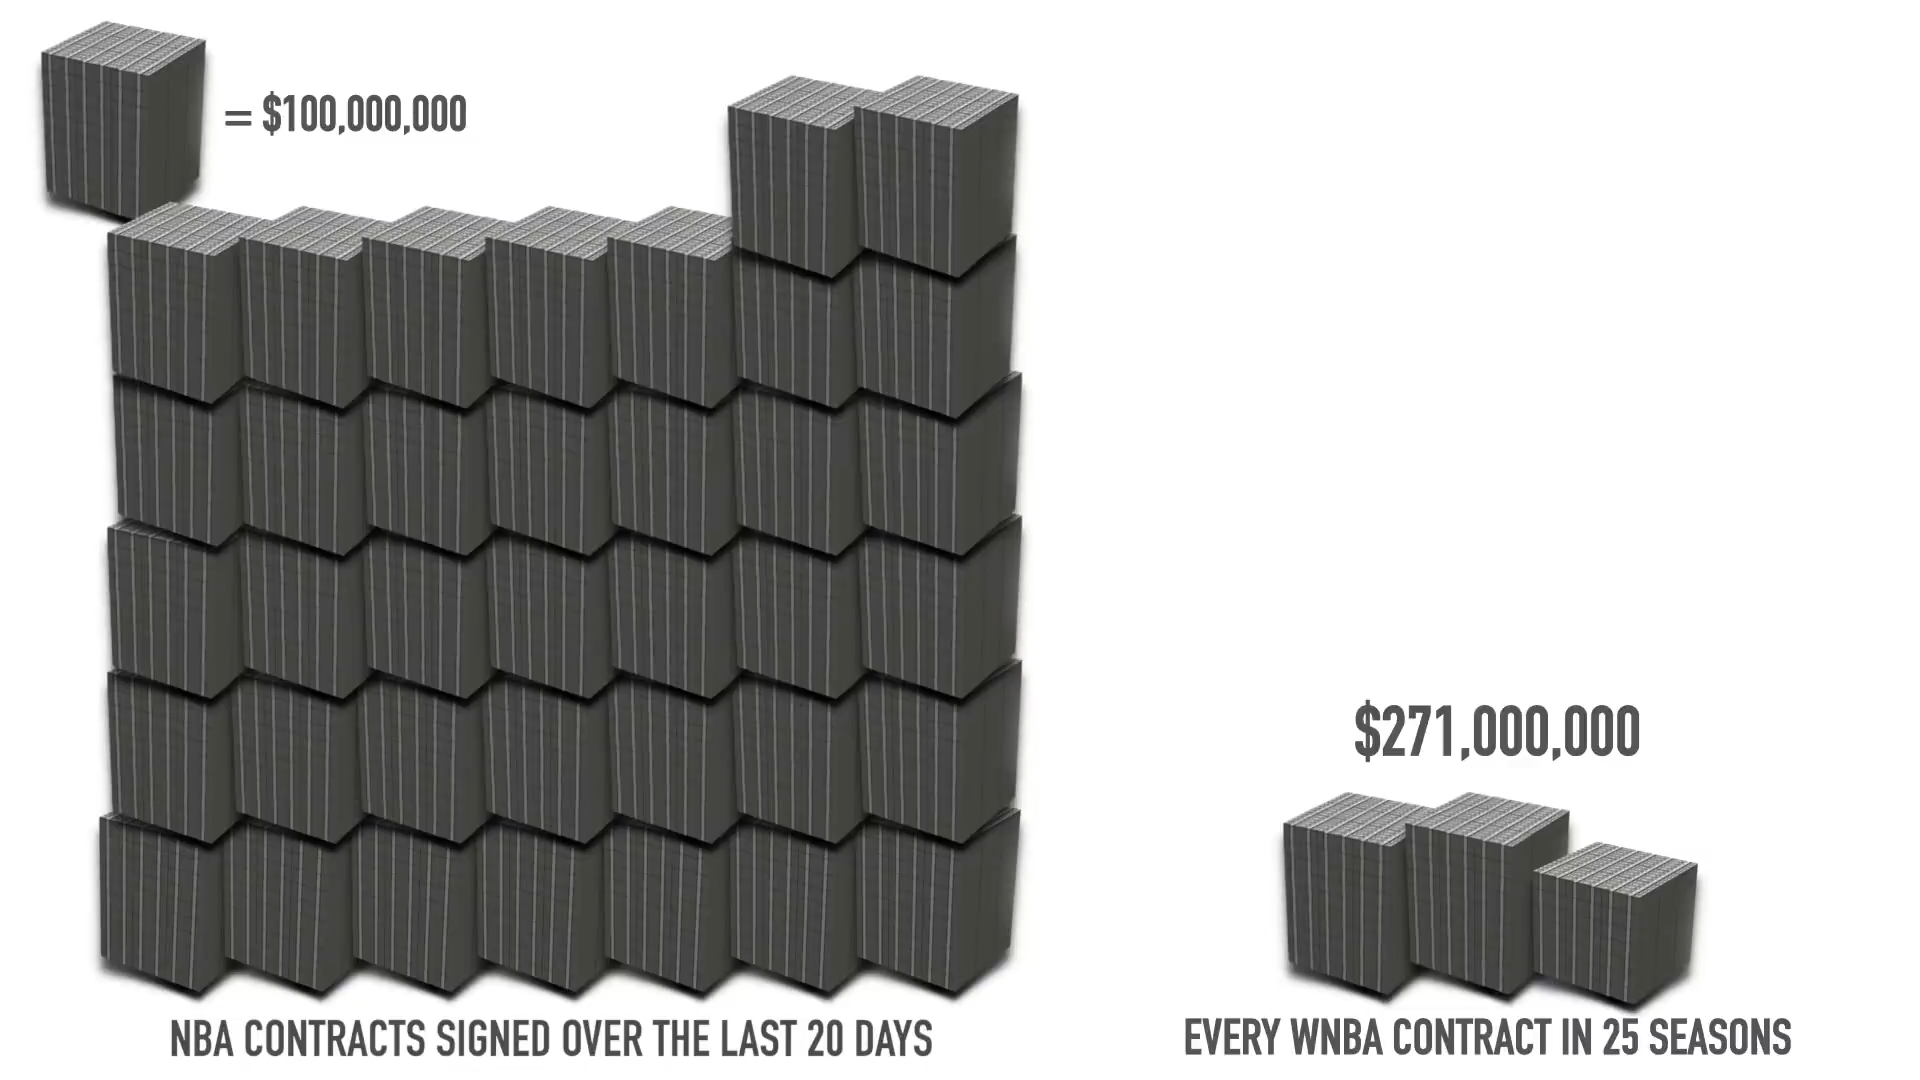 = $100,000,000
$271,000,000
NBA CONTRACTS SIGNED OVER THE LAST 20 DAYS
EVERY WNBA CONTRACT IN 25 SEASONS